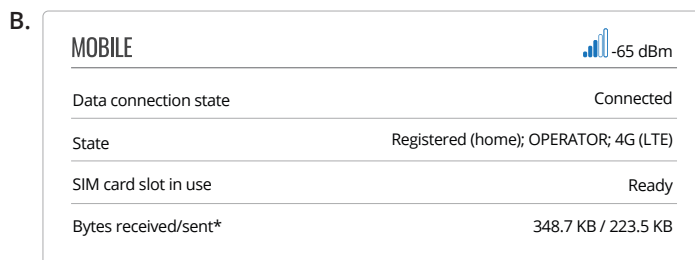 B.
MOBILE -65 dBm
Data connection state Connected
State Registered (home); OPERATOR; 4G (LTE)
SIM card slot in use Ready
Bytes received/sent* 348.7 KB / 223.5 KB